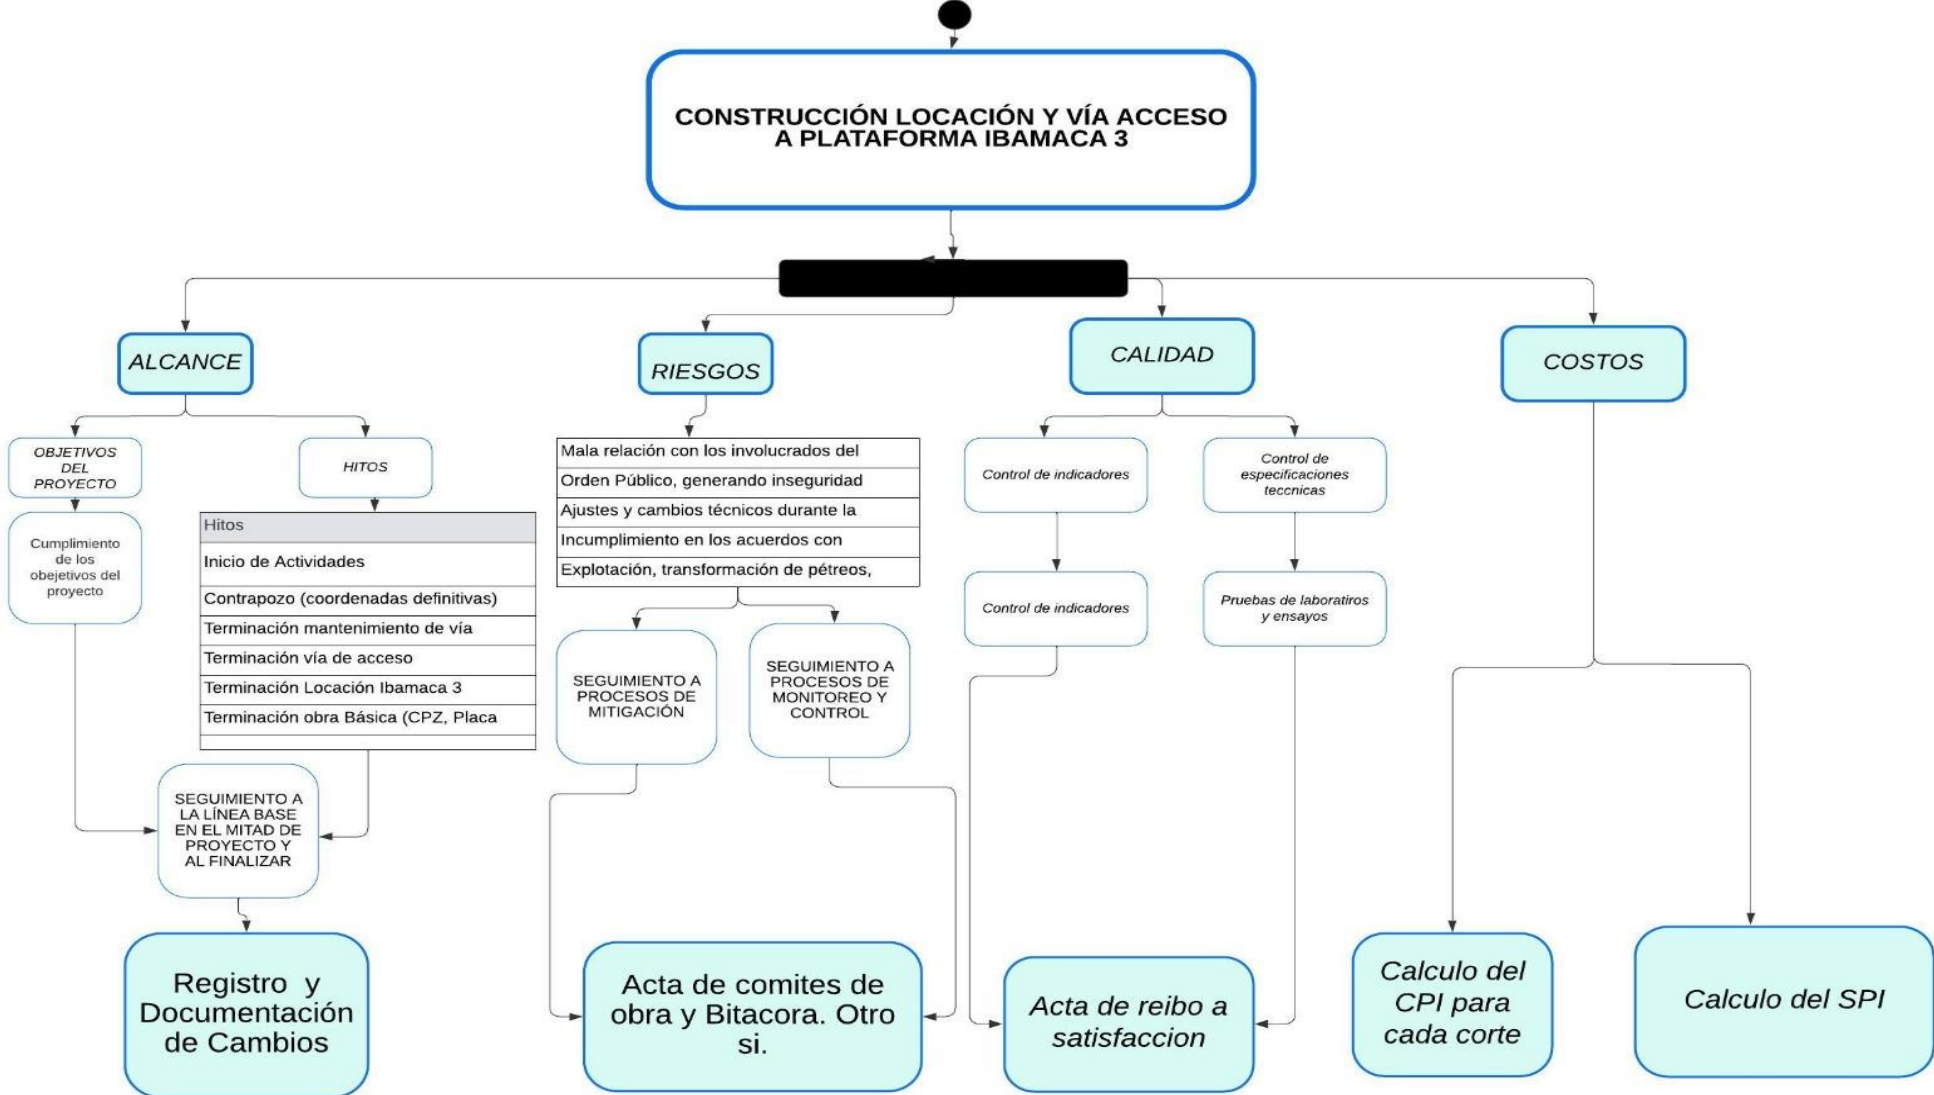 CONSTRUCCIÓN LOCACIÓN Y VÍA ACCESO
A PLATAFORMA IBAMACA 3
ALCANCE
RIESGOS
CALIDAD
COSTOS
OBJETIVOS
DEL
PROYECTO
HITOS
Cumplimiento
de los
obejetivos del
proyecto
Hitos
Inicio de Actividades
Contrapozo (coordenadas definitivas)
Terminación mantenimiento de vía
Terminación vía de acceso
Terminación Locación Ibamaca 3
Terminación obra Básica (CPZ, Placa
SEGUIMIENTO A
LA LÍNEA BASE
EN EL MITAD DE
PROYECTO Y
AL FINALIZAR
Registro y
Documentación
de Cambios
Mala relación con los involucrados del
Orden Público, generando inseguridad
Ajustes y cambios técnicos durante la
Incumplimiento en los acuerdos con
Explotación, transformación de pétreos,
SEGUIMIENTO A
PROCESOS DE
MITIGACIÓN
SEGUIMIENTO A
PROCESOS DE
MONITOREO Y
CONTROL
Acta de comites de
obra y Bitacora. Otro
si.
Control de indicadores
Control de
especificaciones
teccnicas
Control de indicadores
Pruebas de laboratiros
y ensayos
Acta de reibo a
satisfaccion
Calculo del
CPI para
cada corte
Calculo del SPI